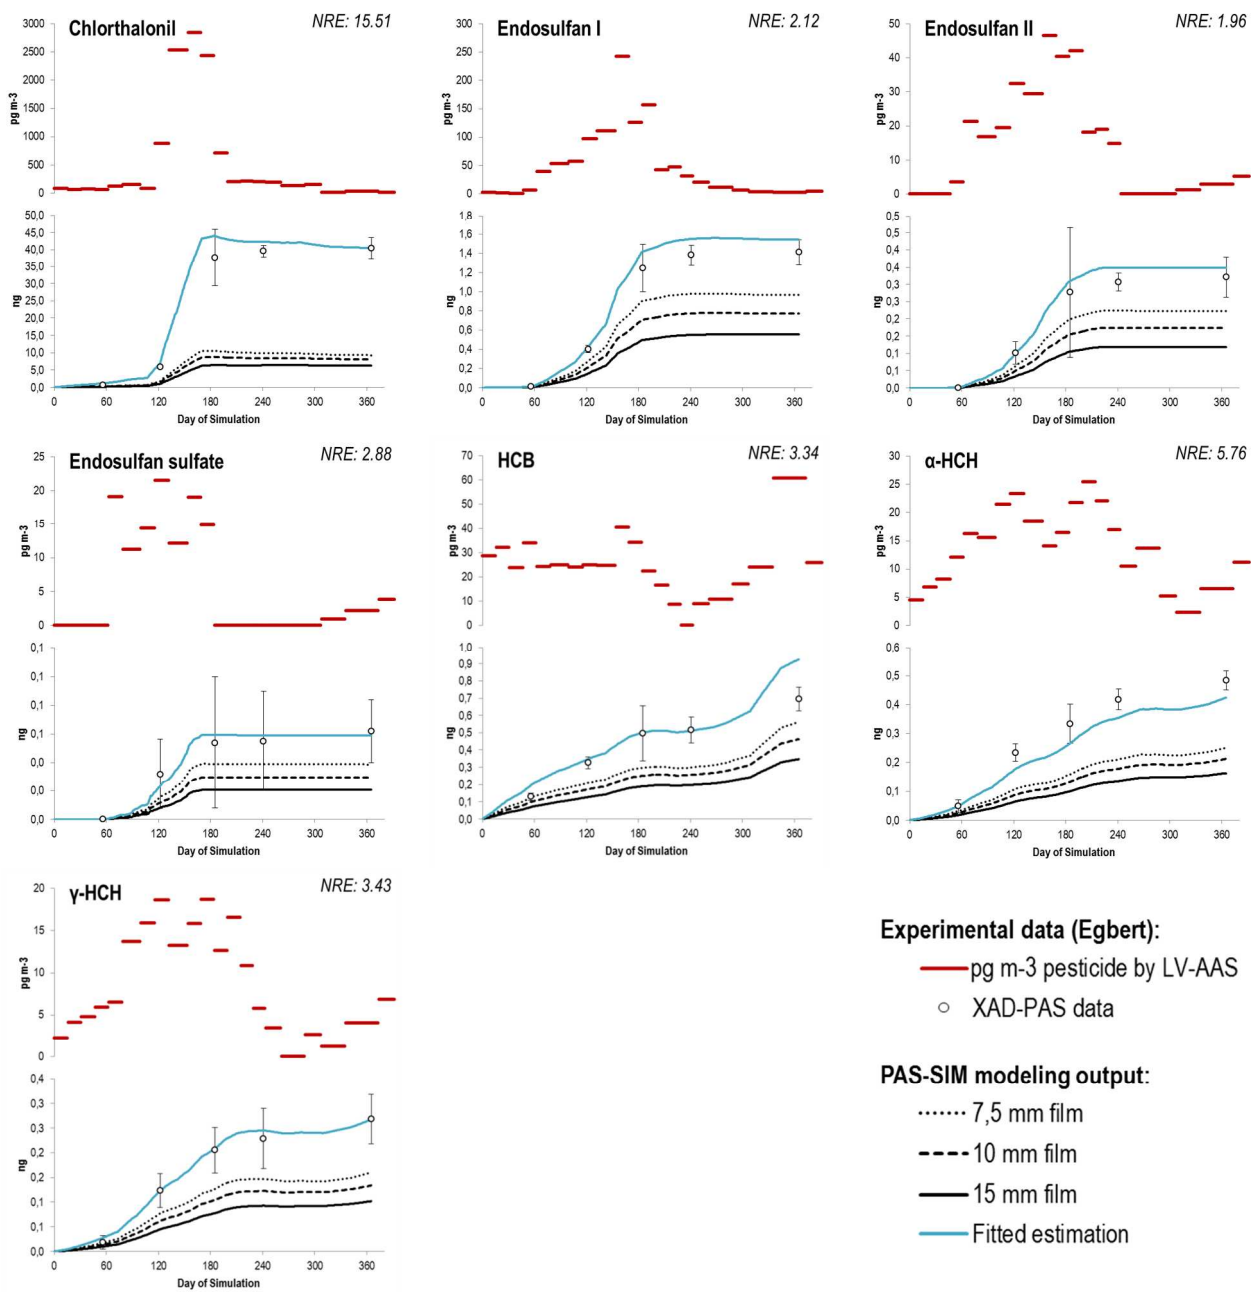 Chlorthalonil
NRE: 15.51
3000
2500
2000
1500
1000
500
0
pg m-3
50,0
45,0
40,0
35,0
30,0
25,0
20,0
15,0
10,0
5,0
0,0
ng
0 60 120 180 240 300 360
Day of Simulation
Endosulfan I
NRE: 2.12
300
250
200
150
100
50
0
pg m-3
1,8
1,6
1,4
1,2
1,0
0,8
0,6
0,4
0,2
0,0
ng
0 60 120 180 240 300 360
Day of Simulation
Endosulfan II
NRE: 1.96
50
40
30
20
10
0
pg m-3
0,5
0,5
0,4
0,4
0,3
0,3
0,2
0,2
0,1
0,1
0,0
ng
0 60 120 180 240 300 360
Day of Simulation
Endosulfan sulfate
NRE: 2.88
25
20
15
10
5
0
pg m-3
0,1
0,1
0,1
0,1
0,0
0,0
0,0
ng
0 60 120 180 240 300 360
Day of Simulation
HCB
NRE: 3.34
70
60
50
40
30
20
10
0
pg m-3
1,0
0,9
0,8
0,7
0,6
0,5
0,4
0,3
0,2
0,1
0,0
ng
0 60 120 180 240 300 360
Day of Simulation
α-HCH
NRE: 5.76
30
25
20
15
10
5
0
pg m-3
0,6
0,5
0,4
0,3
0,2
0,1
0,0
ng
0 60 120 180 240 300 360
Day of Simulation
γ-HCH
NRE: 3.43
20
15
10
5
0
pg m-3
0,4
0,3
0,3
0,2
0,2
0,1
0,1
0,0
ng
0 60 120 180 240 300 360
Day of Simulation
Experimental data (Egbert):
pg m-3 pesticide by LV-AAS
XAD-PAS data
PAS-SIM modeling output:
7,5 mm film
10 mm film
15 mm film
Fitted estimation